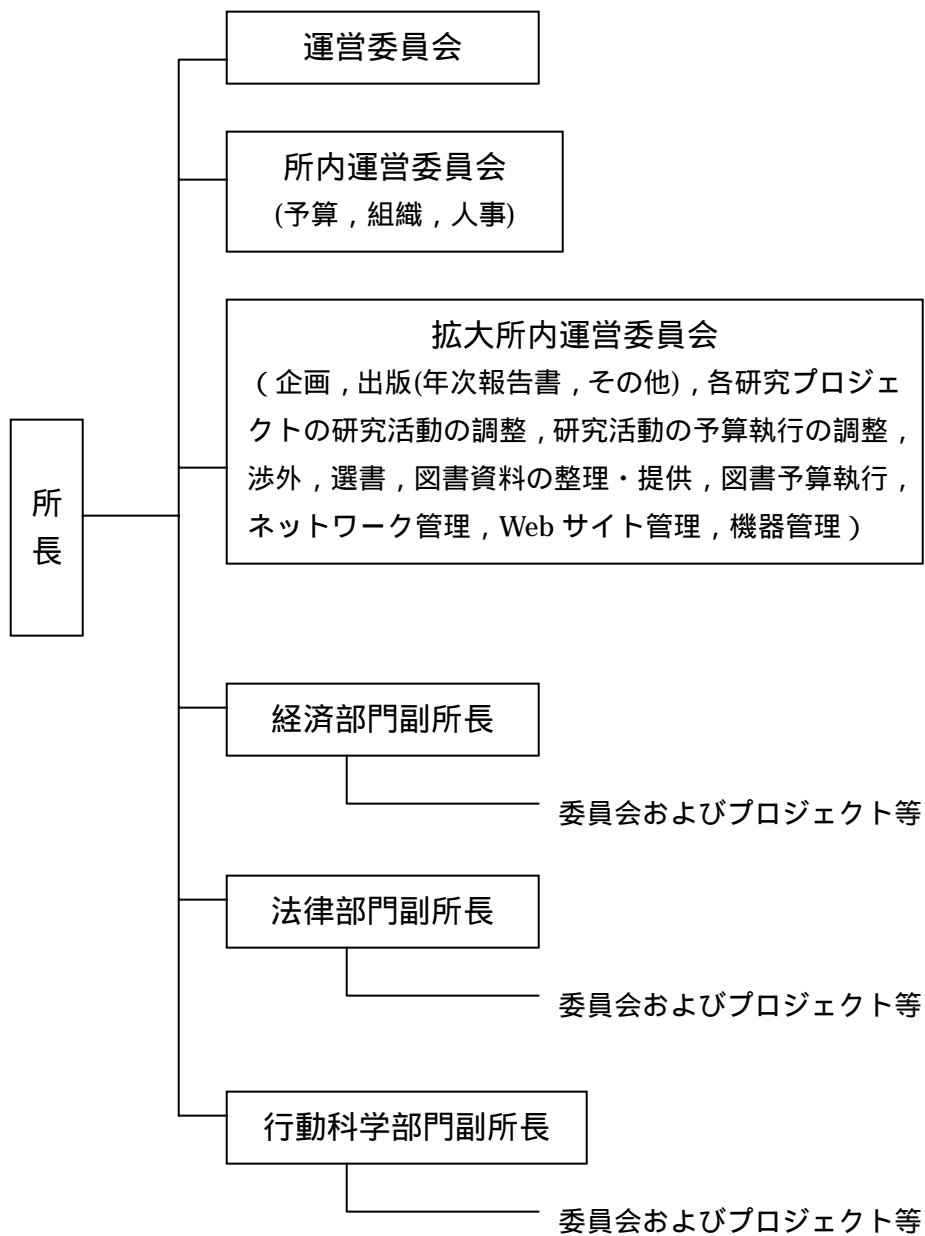 運営委員会
所内運営委員会
(予算，組織，人事)
拡大所内運営委員会
（企画，出版(年次報告書，その他)，各研究プロジェ
クトの研究活動の調整，研究活動の予算執行の調整，
渉外，選書，図書資料の整理・提供，図書予算執行，
ネットワーク管理，Web サイト管理，機器管理）
所
長
経済部門副所長
委員会およびプロジェクト等
法律部門副所長
委員会およびプロジェクト等
行動科学部門副所長
委員会およびプロジェクト等